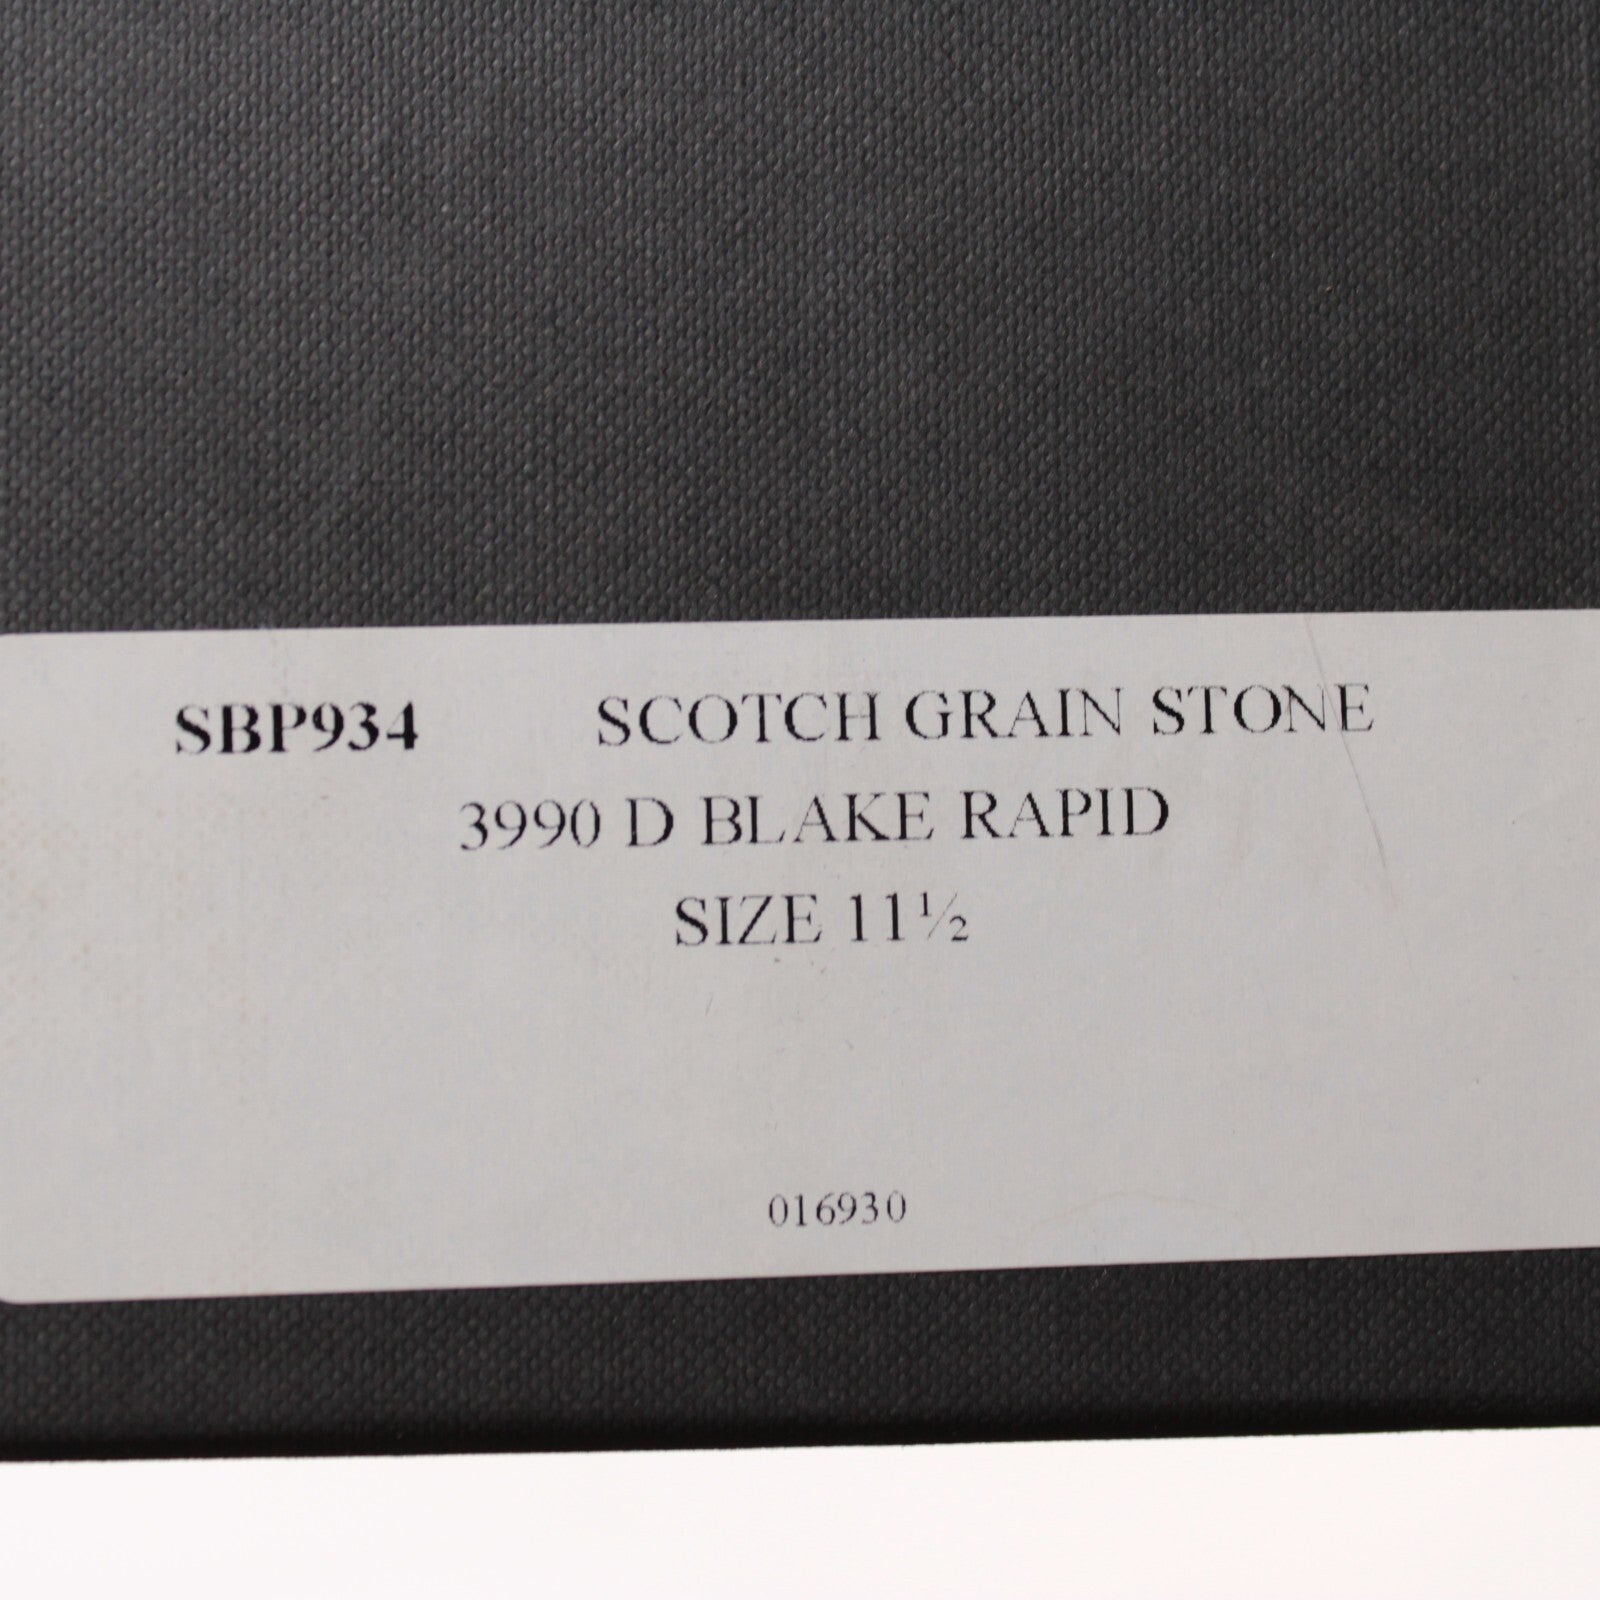 SBP934 SCOTCH GRAIN STONE
3990 D BLAKE RAPID
SIZE 11½
016930